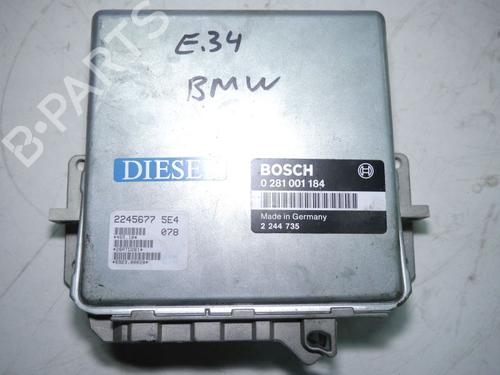 E.34
BMW
B-PARTS
DIESEL
BOSCH
0 281 001 184
Made in Germany
2 244 735
2245677 5E4
078